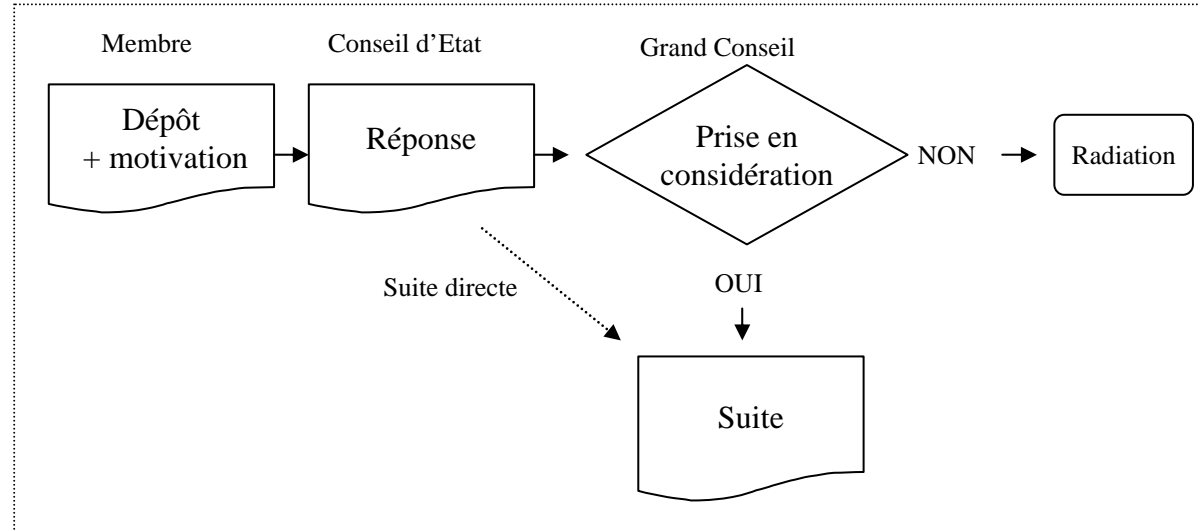 Membre
Conseil d’Etat
Grand Conseil
Dépôt
+ motivation
Réponse
Prise en
considération
NON
Radiation
Suite directe
OUI
Suite